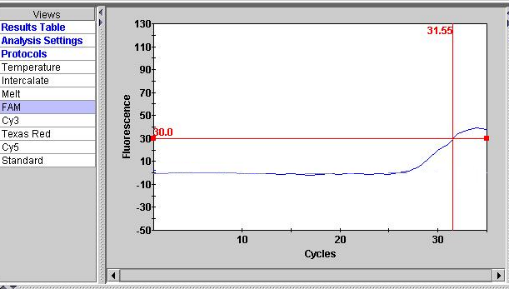 Views
Results Table
Analysis Settings
Protocols
Temperature
Intercalate
Melt
FAM
Cy3
Texas Red
Cy5
Standard
130
110
90
70
50
30
10
-10
-30
-50
Fluorescence
30.0
31.55
10
20
30
Cycles